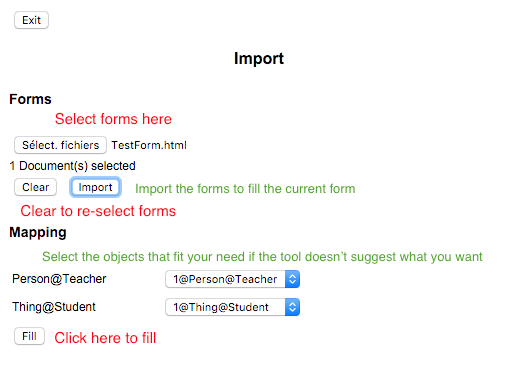 Exit
Import
Forms
Select forms here
Sélect. fichiers TestForm.html
1 Document(s) selected
Clear Import Import the forms to fill the current form
Clear to re-select forms
Mapping
Select the objects that fit your need if the tool doesn't suggest what you want
Person@Teacher 1@Person@Teacher
Thing@Student 1@Thing@Student
Fill Click here to fill